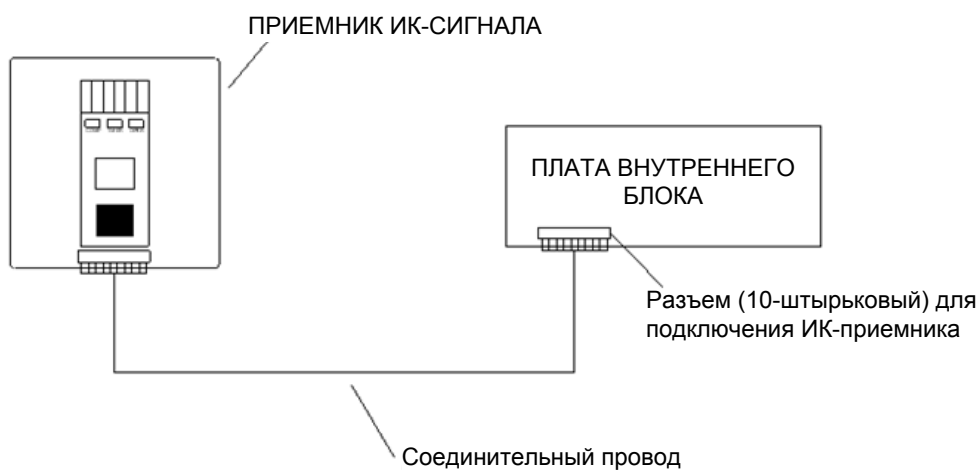 ПРИЕМНИК ИК-СИГНАЛА
ПЛАТА ВНУТРЕННЕГО
БЛОКА
Разъем (10-штырьковый) для
подключения ИК-приемника
Соединительный провод